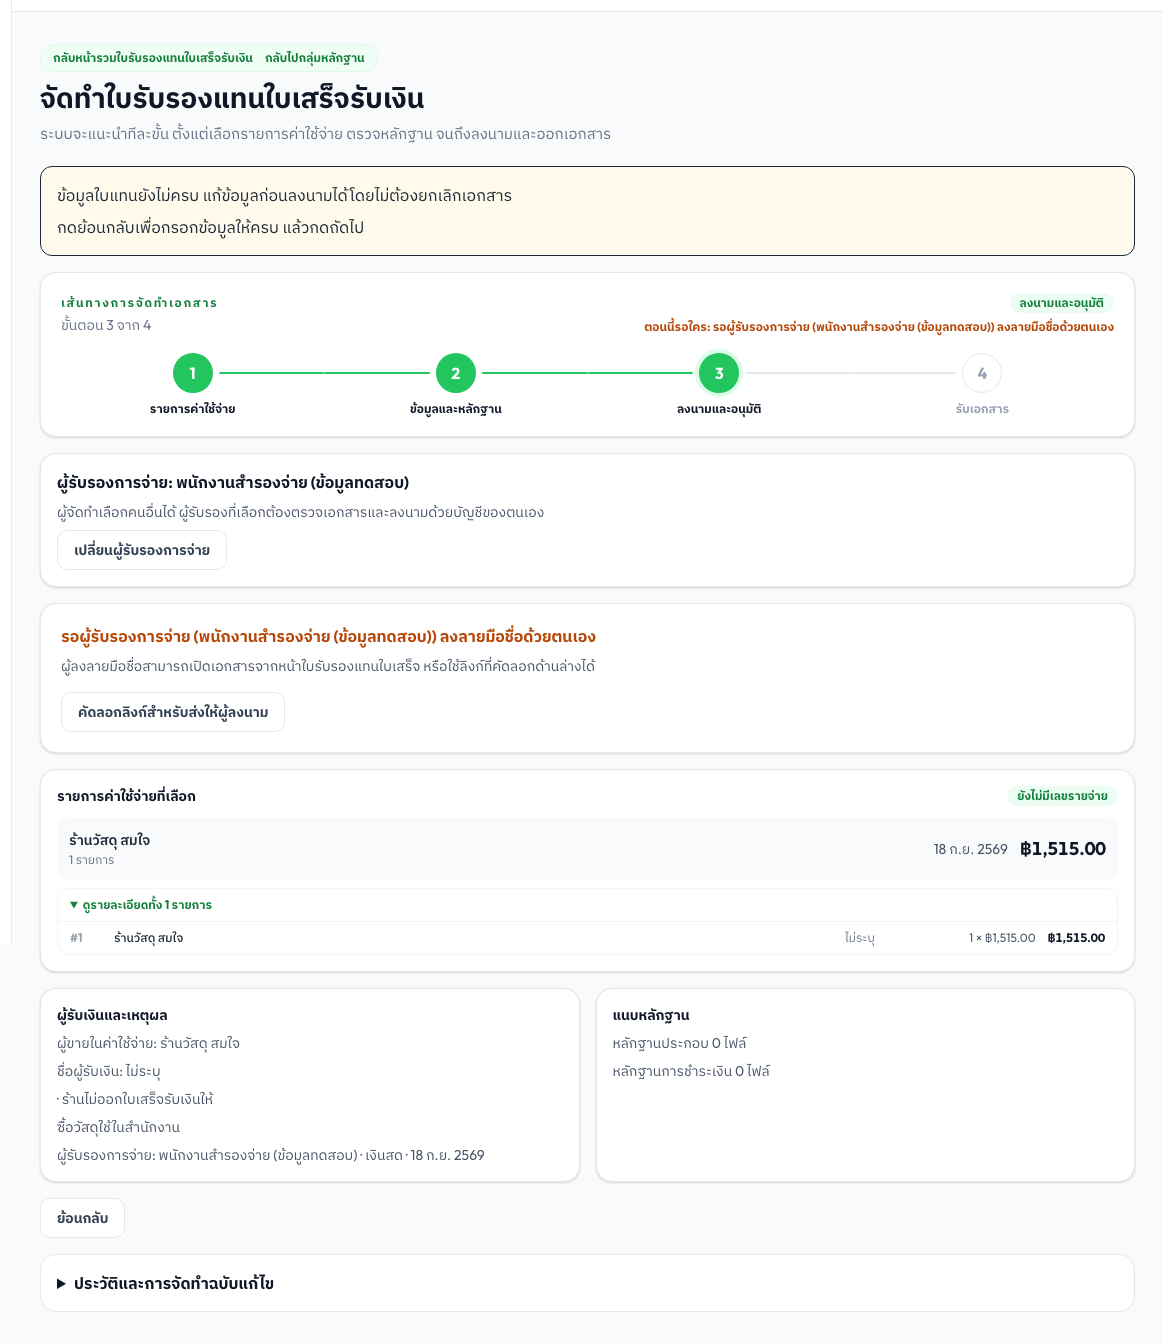 กลับหน้ารวมใบรับรองแทนใบเสร็จรับเงิน กลับไปกลุ่มหลักฐาน
จัดทำใบรับรองแทนใบเสร็จรับเงิน
ระบบจะแนะนำทีละขั้น ตั้งแต่เลือกรายการค่าใช้จ่าย ตรวจหลักฐาน จนถึงลงนามและออกเอกสาร
ข้อมูลใบแทนยังไม่ครบ แก้ข้อมูลก่อนลงนามได้โดยไม่ต้องยกเลิกเอกสาร
กดย้อนกลับเพื่อกรอกข้อมูลให้ครบ แล้วกดถัดไป
เส้นทางการจัดทำเอกสาร
ลงนามและอนุมัติ
ขั้นตอน 3 จาก 4
ตอนนี้รอใคร: รอผู้รับรองการจ่าย (พนักงานสำรองจ่าย (ข้อมูลทดสอบ)) ลงลายมือชื่อด้วยตนเอง
1
2
3
4
รายการค่าใช้จ่าย
ข้อมูลและหลักฐาน
ลงนามและอนุมัติ
รับเอกสาร
ผู้รับรองการจ่าย: พนักงานสำรองจ่าย (ข้อมูลทดสอบ)
ผู้จัดทำเลือกคนอื่นได้ ผู้รับรองที่เลือกต้องตรวจเอกสารและลงนามด้วยบัญชีของตนเอง
เปลี่ยนผู้รับรองการจ่าย
รอผู้รับรองการจ่าย (พนักงานสำรองจ่าย (ข้อมูลทดสอบ)) ลงลายมือชื่อด้วยตนเอง
ผู้ลงลายมือชื่อสามารถเปิดเอกสารจากหน้าใบรับรองแทนใบเสร็จ หรือใช้ลิงก์ที่คัดลอกด้านล่างได้
คัดลอกลิงก์สำหรับส่งให้ผู้ลงนาม
รายการค่าใช้จ่ายที่เลือก
ยังไม่มีเลขรายจ่าย
ร้านวัสดุ สมใจ
1 รายการ
18 ก.ย. 2569 ฿1,515.00
▼ ดูรายละเอียดทั้ง 1 รายการ
#1 ร้านวัสดุ สมใจ ไม่ระบุ 1 × ฿1,515.00 ฿1,515.00
ผู้รับเงินและเหตุผล
ผู้ขายในค่าใช้จ่าย: ร้านวัสดุ สมใจ
ชื่อผู้รับเงิน: ไม่ระบุ
· ร้านไม่ออกใบเสร็จรับเงินให้
ซื้อวัสดุใช้ในสำนักงาน
ผู้รับรองการจ่าย: พนักงานสำรองจ่าย (ข้อมูลทดสอบ) · เงินสด · 18 ก.ย. 2569
แนบหลักฐาน
หลักฐานประกอบ 0 ไฟล์
หลักฐานการชำระเงิน 0 ไฟล์
ย้อนกลับ
▶ ประวัติและการจัดทำฉบับแก้ไข